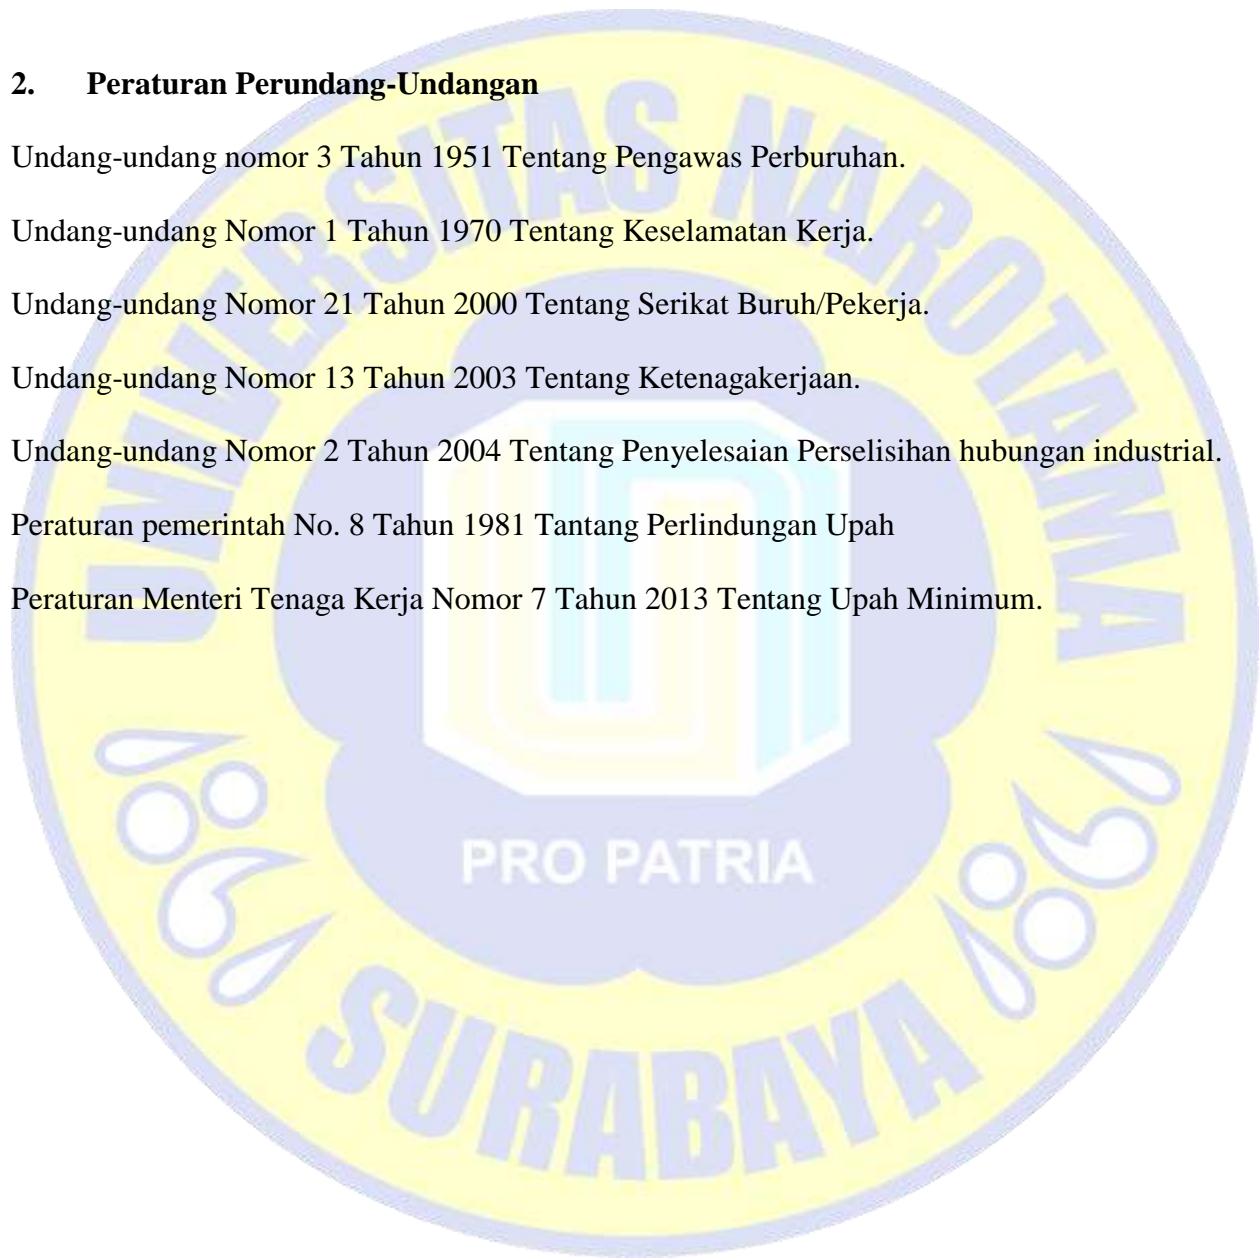 2. Peraturan Perundang-Undangan
Undang-undang nomor 3 Tahun 1951 Tentang Pengawas Perburuhan.
Undang-undang Nomor 1 Tahun 1970 Tentang Keselamatan Kerja.
Undang-undang Nomor 21 Tahun 2000 Tentang Serikat Buruh/Pekerja.
Undang-undang Nomor 13 Tahun 2003 Tentang Ketenagakerjaan.
Undang-undang Nomor 2 Tahun 2004 Tentang Penyelesaian Perselisihan hubungan industrial.
Peraturan pemerintah No. 8 Tahun 1981 Tantang Perlindungan Upah
Peraturan Menteri Tenaga Kerja Nomor 7 Tahun 2013 Tentang Upah Minimum.
UNIVERSITAS NAROTAMA
PRO PATRIA
SURABAYA